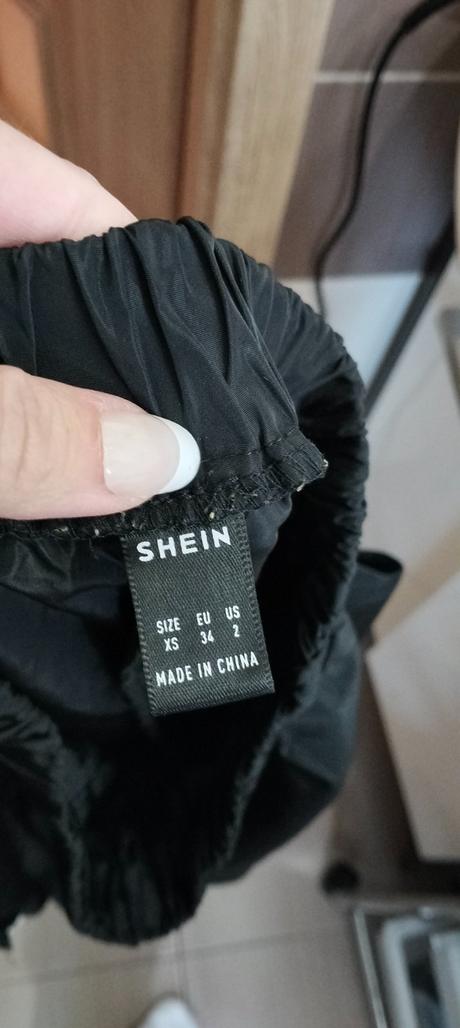 SHEIN
SIZE EU US
XS 34 2
MADE IN CHINA